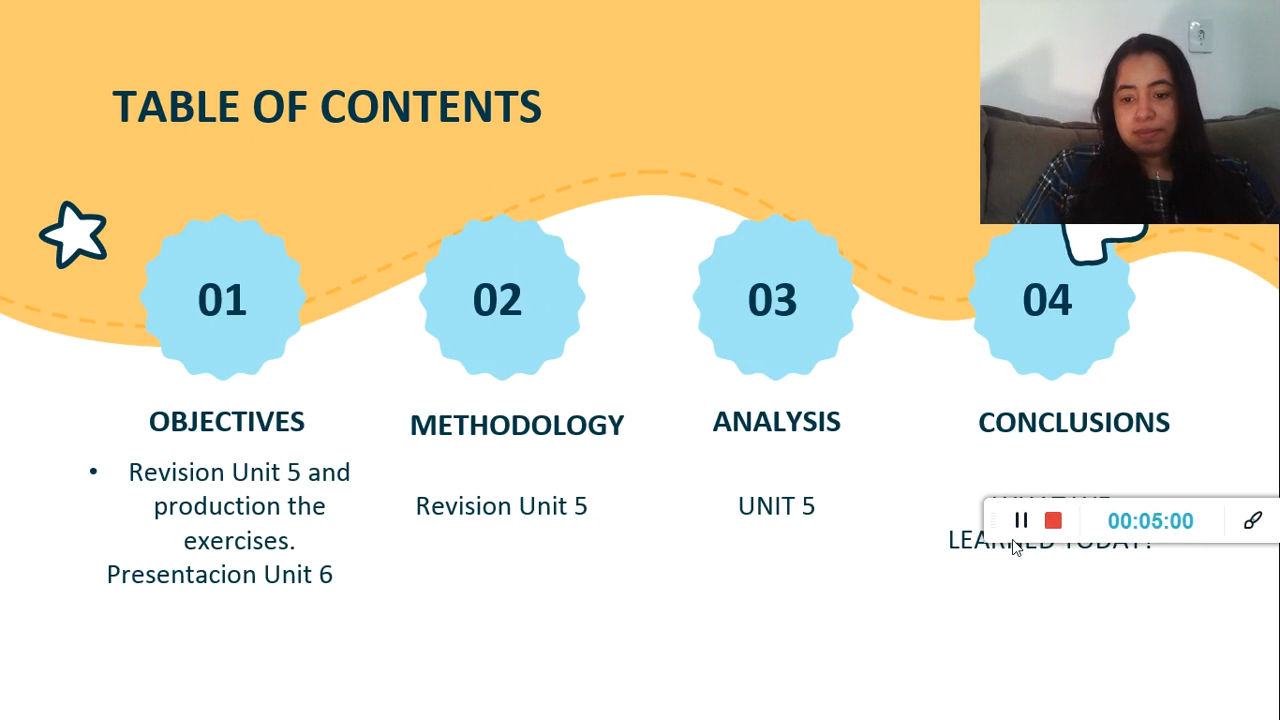 TABLE OF CONTENTS
01
02
03
04
OBJECTIVES
METHODOLOGY
ANALYSIS
CONCLUSIONS
• Revision Unit 5 and
production the
exercises.
Presentacion Unit 6
Revision Unit 5
UNIT 5
LEARNED TODAY?
00:05:00